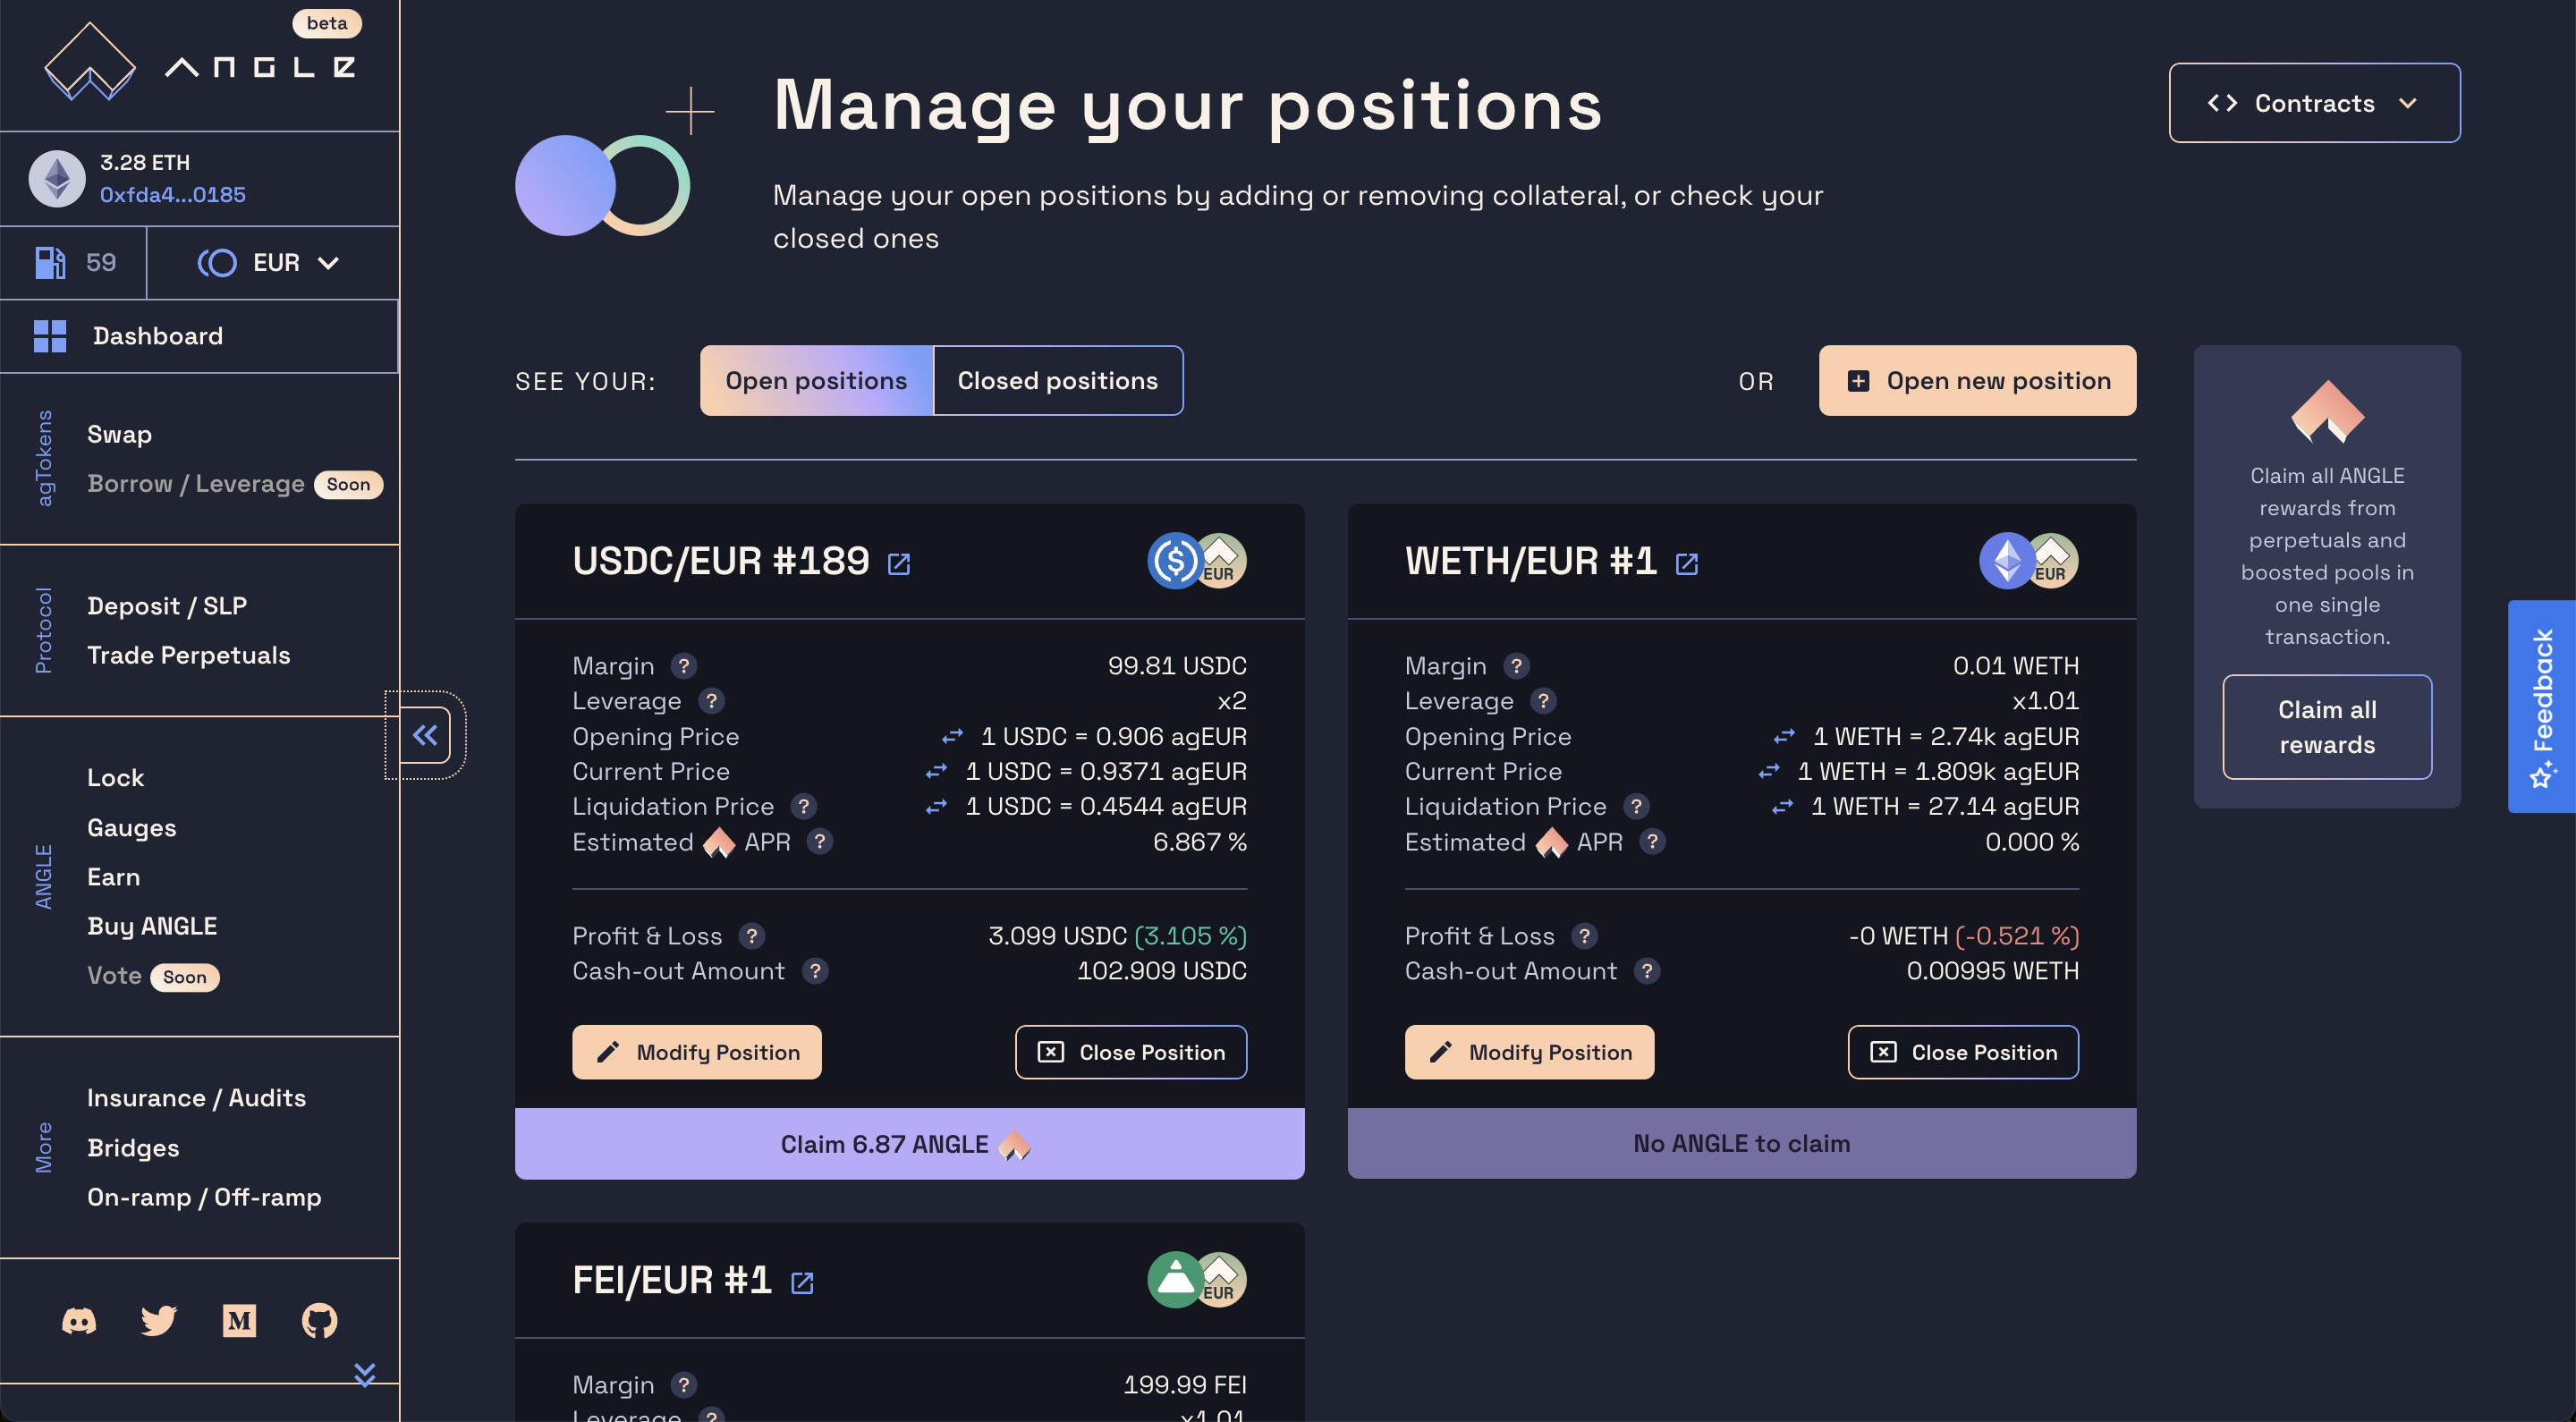 beta
ANGLE
3.28 ETH
0xfda4...0185
59
EUR
Dashboard
agTokens
Swap
Borrow / Leverage Soon
Protocol
Deposit / SLP
Trade Perpetuals
ANGLE
Lock
Gauges
Earn
Buy ANGLE
Vote Soon
More
Insurance / Audits
Bridges
On-ramp / Off-ramp
Manage your positions
Manage your open positions by adding or removing collateral, or check your
closed ones
Contracts
SEE YOUR:
Open positions
Closed positions
OR
Open new position
USDC/EUR #189
EUR
Margin ? 99.81 USDC
Leverage ? x2
Opening Price 1 USDC = 0.906 agEUR
Current Price 1 USDC = 0.9371 agEUR
Liquidation Price ? 1 USDC = 0.4544 agEUR
Estimated APR ? 6.867 %
Profit & Loss ? 3.099 USDC (3.105 %)
Cash-out Amount ? 102.909 USDC
Modify Position
Close Position
Claim 6.87 ANGLE
WETH/EUR #1
EUR
Margin ? 0.01 WETH
Leverage ? x1.01
Opening Price 1 WETH = 2.74k agEUR
Current Price 1 WETH = 1.809k agEUR
Liquidation Price ? 1 WETH = 27.14 agEUR
Estimated APR ? 0.000 %
Profit & Loss ? -0 WETH (-0.521 %)
Cash-out Amount ? 0.00995 WETH
Modify Position
Close Position
No ANGLE to claim
FEI/EUR #1
EUR
Margin ? 199.99 FEI
Leverage ? x1.01
Claim all ANGLE
rewards from
perpetuals and
boosted pools in
one single
transaction.
Claim all
rewards
Feedback